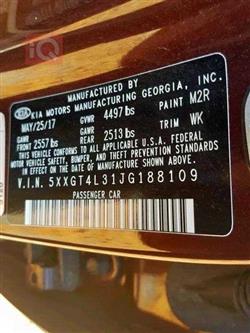 iQ
KIA MOTORS MANUFACTURING GEORGIA, INC.
MAY/25/17 GVWR 4497 lbs PAINT M2R
GAWR FRONT 2557 lbs GAWR REAR 2513 lbs TRIM WK
THIS VEHICLE CONFORMS TO ALL APPLICABLE U.S.A. FEDERAL
MOTOR VEHICLE SAFETY, BUMPER, AND THEFT PREVENTION
STANDARDS IN EFFECT ON THE DATE OF MANUFACTURE SHOWN ABOVE.
V.I.N. 5XXGT4L31JG188109
PASSENGER CAR